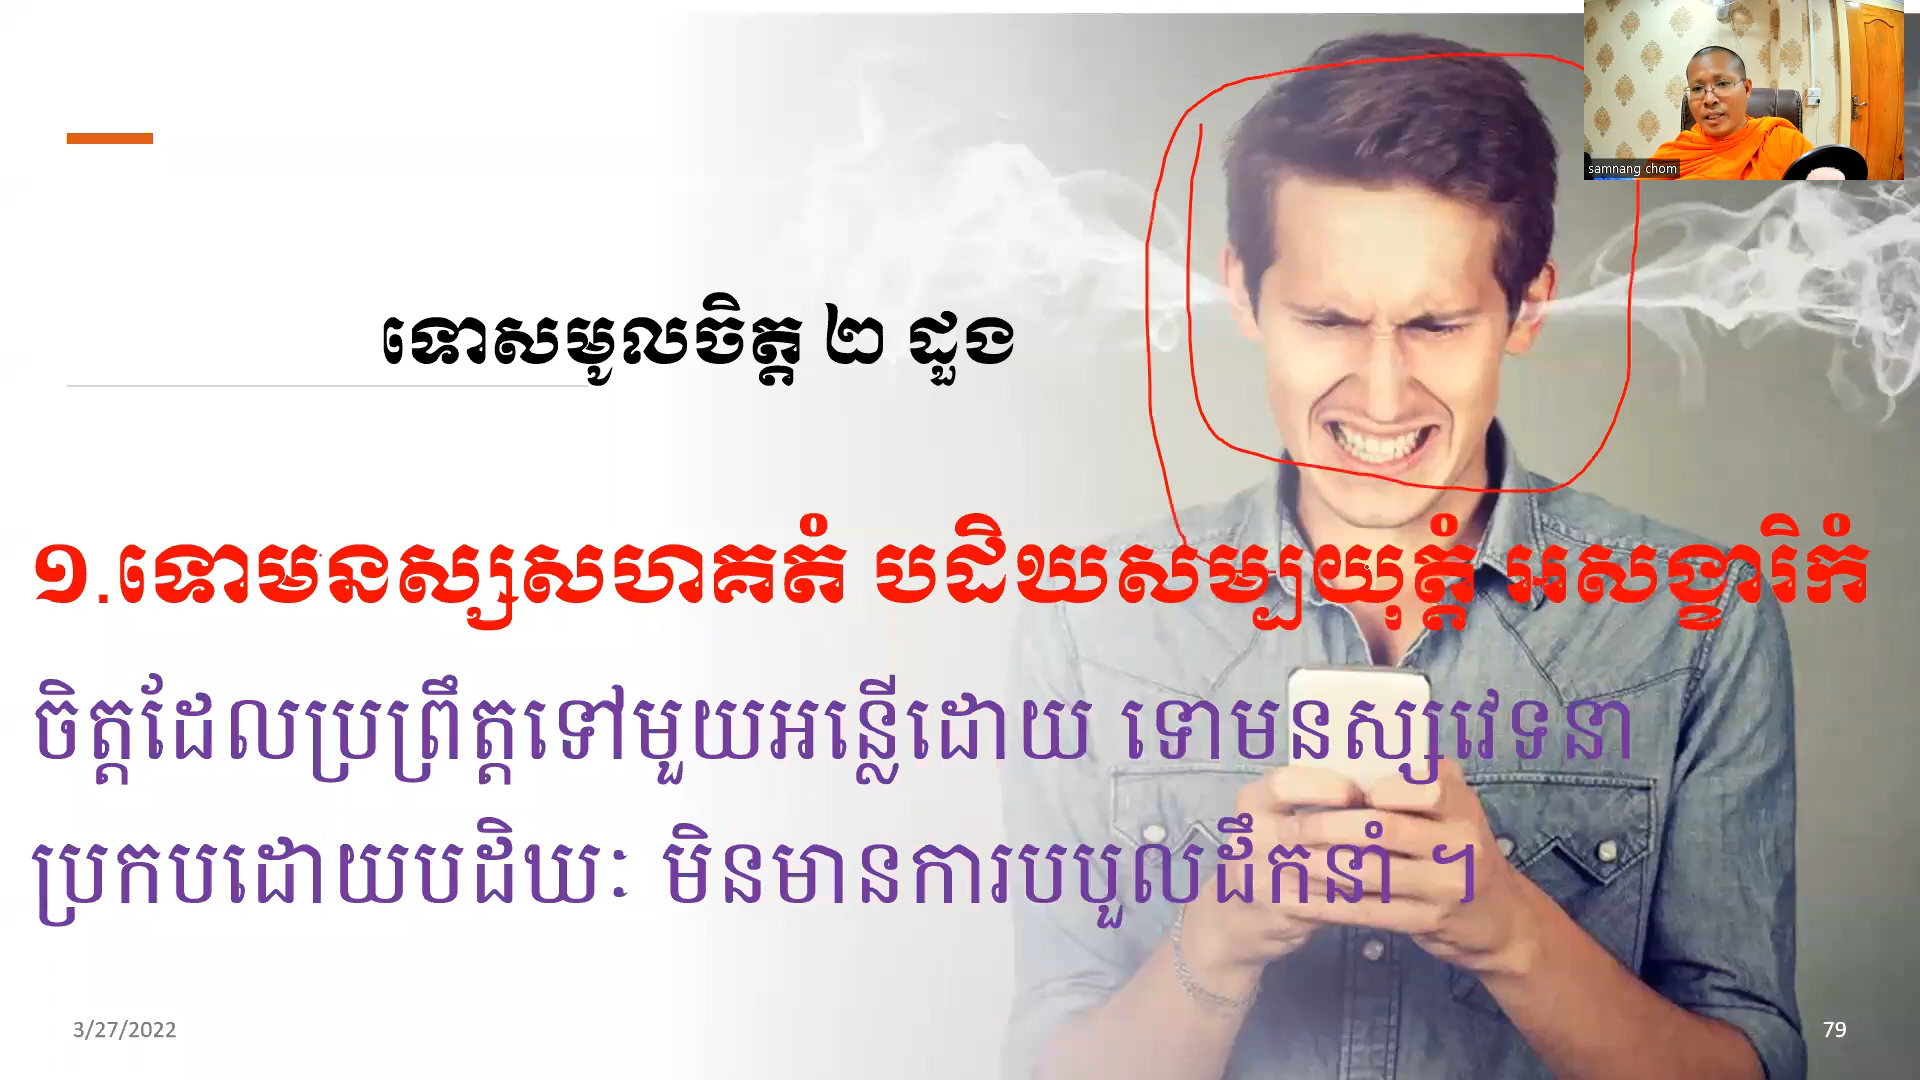 samnang chom
ទោសមូលចិត្ត ២ ដួង
១.ទោមនស្សសហគតំ បដិឃសម្បយុត្តំ អសង្ខារិកំ
ចិត្តដែលប្រព្រឹត្តទៅមួយអន្លើដោយ ទោមនស្សវេទនា
ប្រកបដោយបដិឃៈ មិនមានការបបួលដឹកនាំ ។
3/27/2022
79